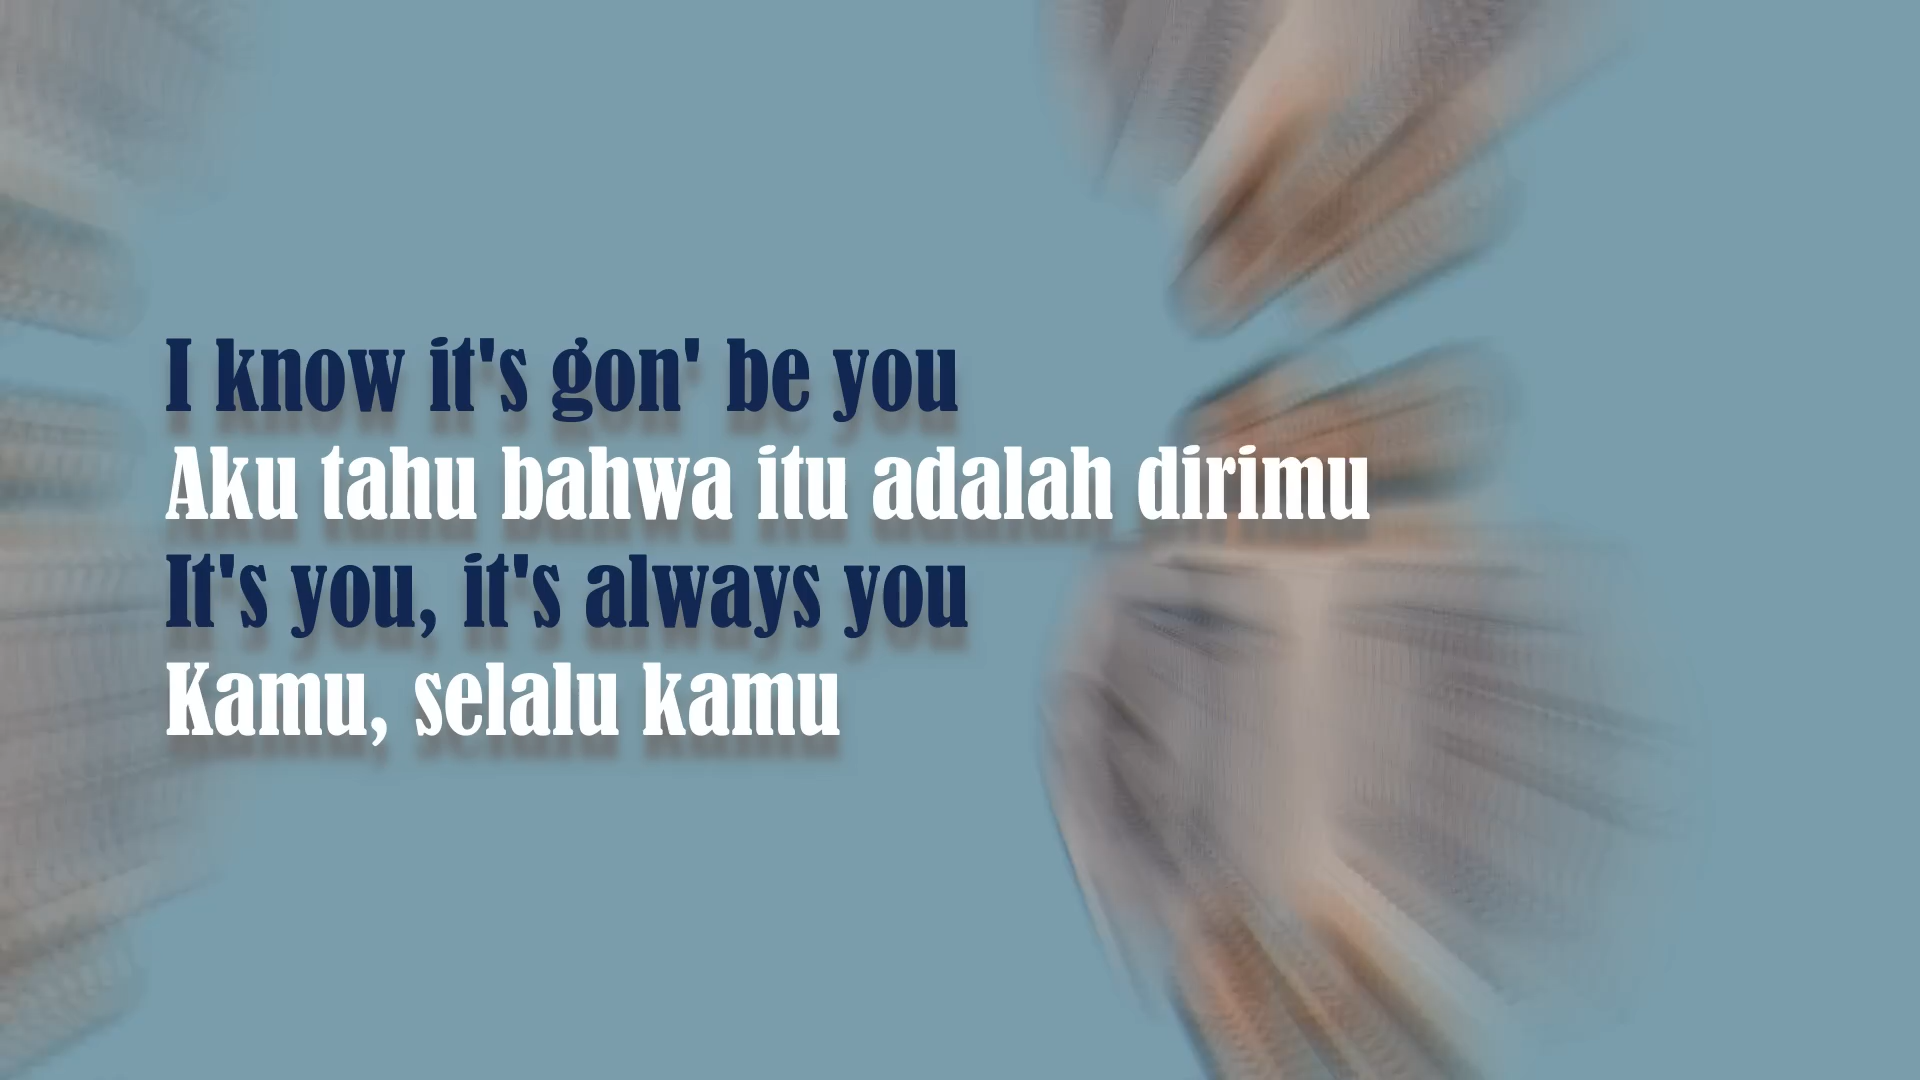 I know it's gon' be you
Aku tahu bahwa itu adalah dirimu
It's you, it's always you
Kamu, selalu kamu